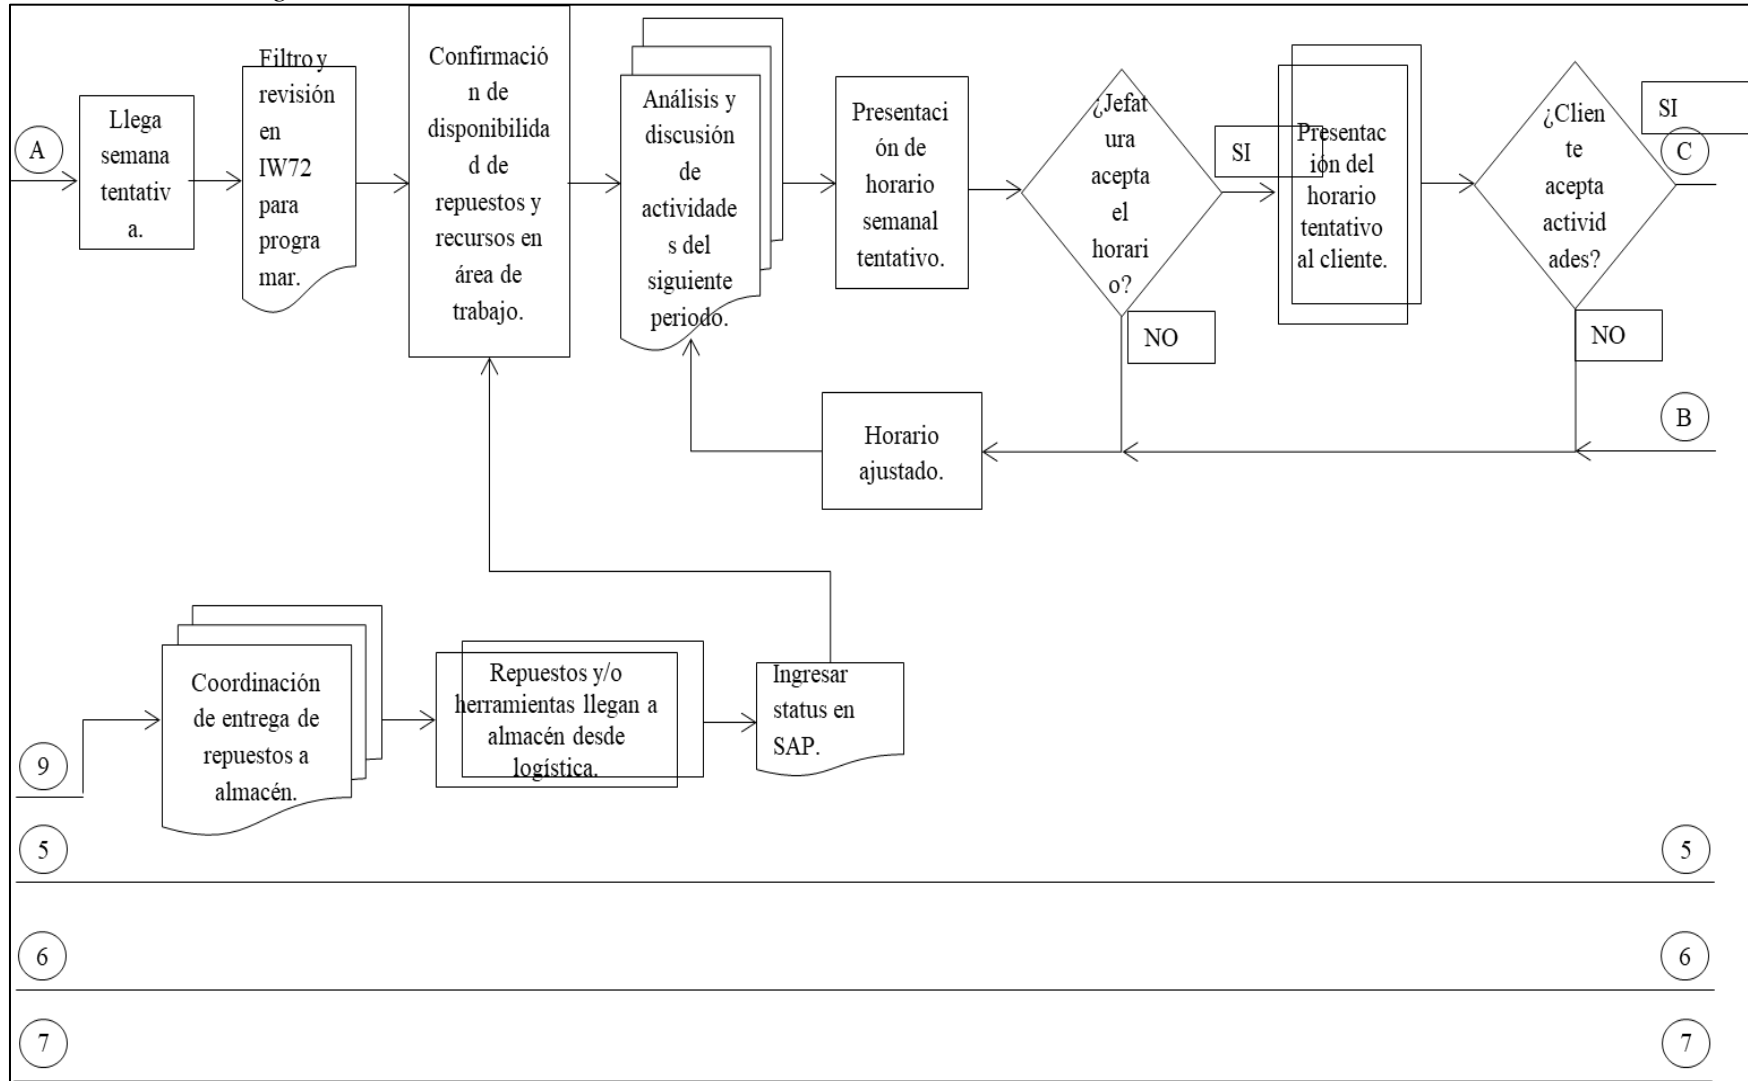 A
Llega
semana
tentativ
a.
Filtro y
revisión
en
IW72
para
progra
mar.
Confirmació
n de
disponibilida
d de
repuestos y
recursos en
área de
trabajo.
Análisis y
discusión
de
actividade
s del
siguiente
periodo.
Presentaci
ón de
horario
semanal
tentativo.
¿Jefat
ura
acepta
el
horari
o?
SI
NO
Presentac
ión del
horario
tentativo
al cliente.
¿Clien
te
acepta
activid
ades?
SI
C
NO
B
Horario
ajustado.
9
Coordinación
de entrega de
repuestos a
almacén.
Repuestos y/o
herramientas llegan a
almacén desde
logística.
Ingresar
status en
SAP.
5
5
6
6
7
7